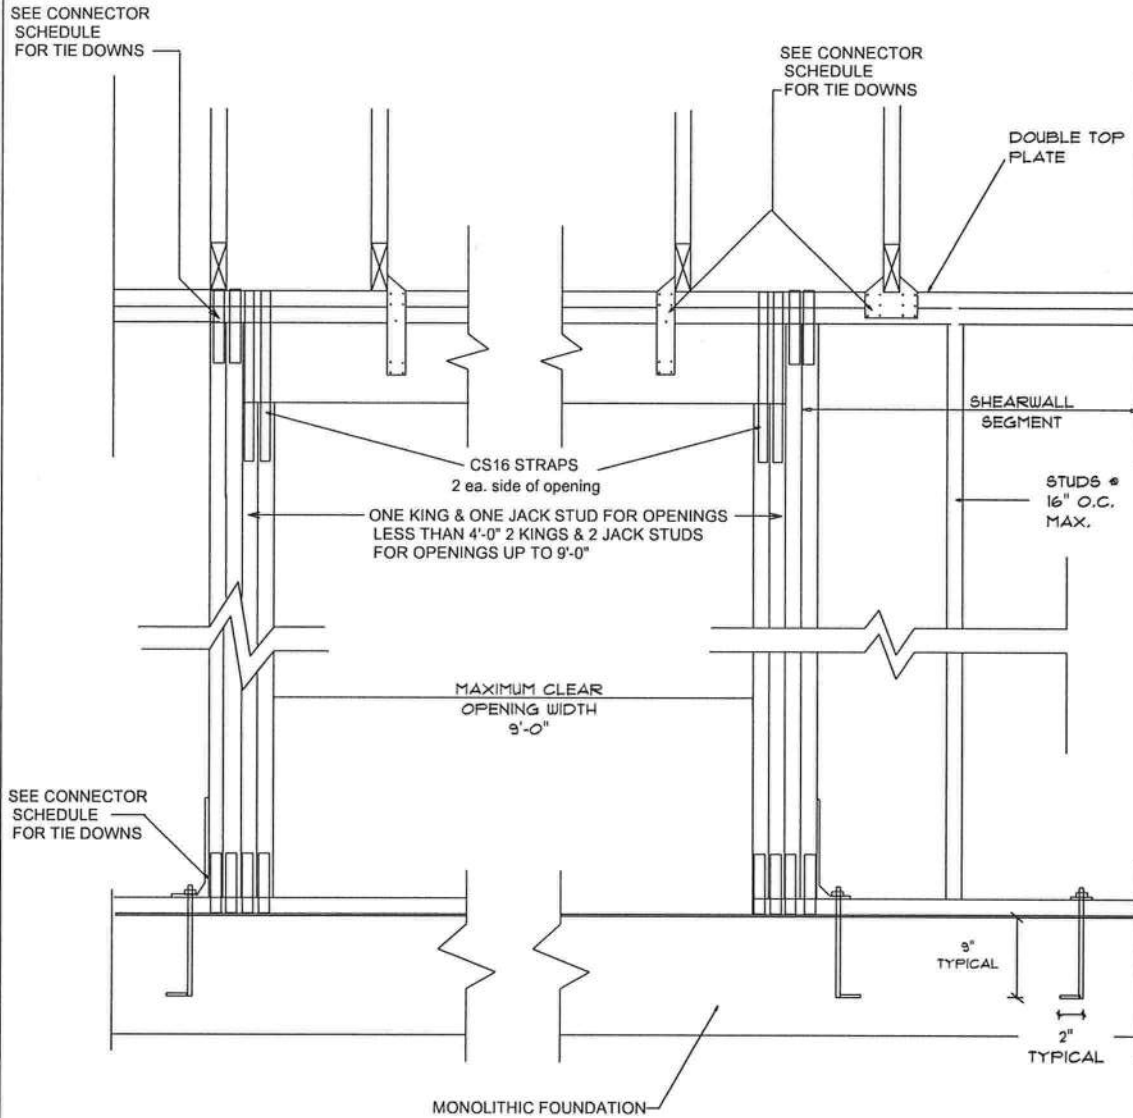 SEE CONNECTOR
SCHEDULE
FOR TIE DOWNS
SEE CONNECTOR
SCHEDULE
FOR TIE DOWNS
DOUBLE TOP
PLATE
SHEARWALL
SEGMENT
CS16 STRAPS
2 ea. side of opening
STUDS @
16" O.C.
MAX.
ONE KING & ONE JACK STUD FOR OPENINGS
LESS THAN 4'-0" 2 KINGS & 2 JACK STUDS
FOR OPENINGS UP TO 9'-0"
MAXIMUM CLEAR
OPENING WIDTH
9'-0"
SEE CONNECTOR
SCHEDULE
FOR TIE DOWNS
9"
TYPICAL
2"
TYPICAL
MONOLITHIC FOUNDATION